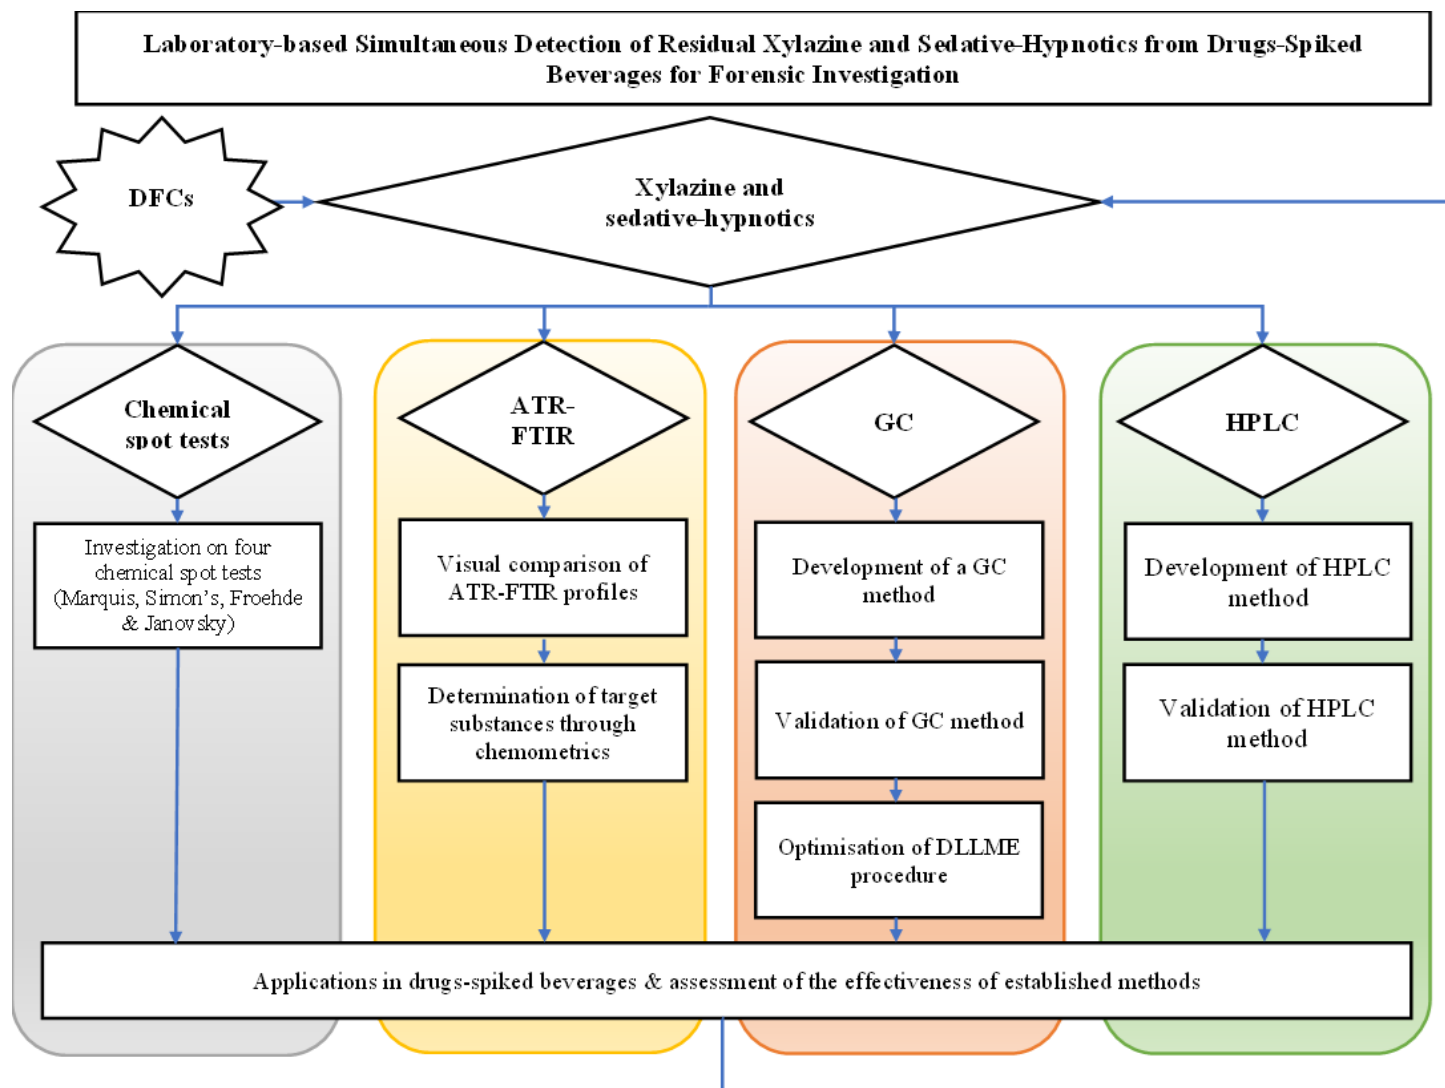 Laboratory-based Simultaneous Detection of Residual Xylazine and Sedative-Hypnotics from Drugs-Spiked
Beverages for Forensic Investigation
DFCs
Xylazine and
sedative-hypnotics
Chemical
spot tests
Investigation on four
chemical spot tests
(Marquis, Simon's, Froehde
& Janovsky)
ATR-
FTIR
Visual comparison of
ATR-FTIR profiles
Determination of target
substances through
chemometrics
GC
Development of a GC
method
Validation of GC method
Optimisation of DLLME
procedure
HPLC
Development of HPLC
method
Validation of HPLC
method
Applications in drugs-spiked beverages & assessment of the effectiveness of established methods